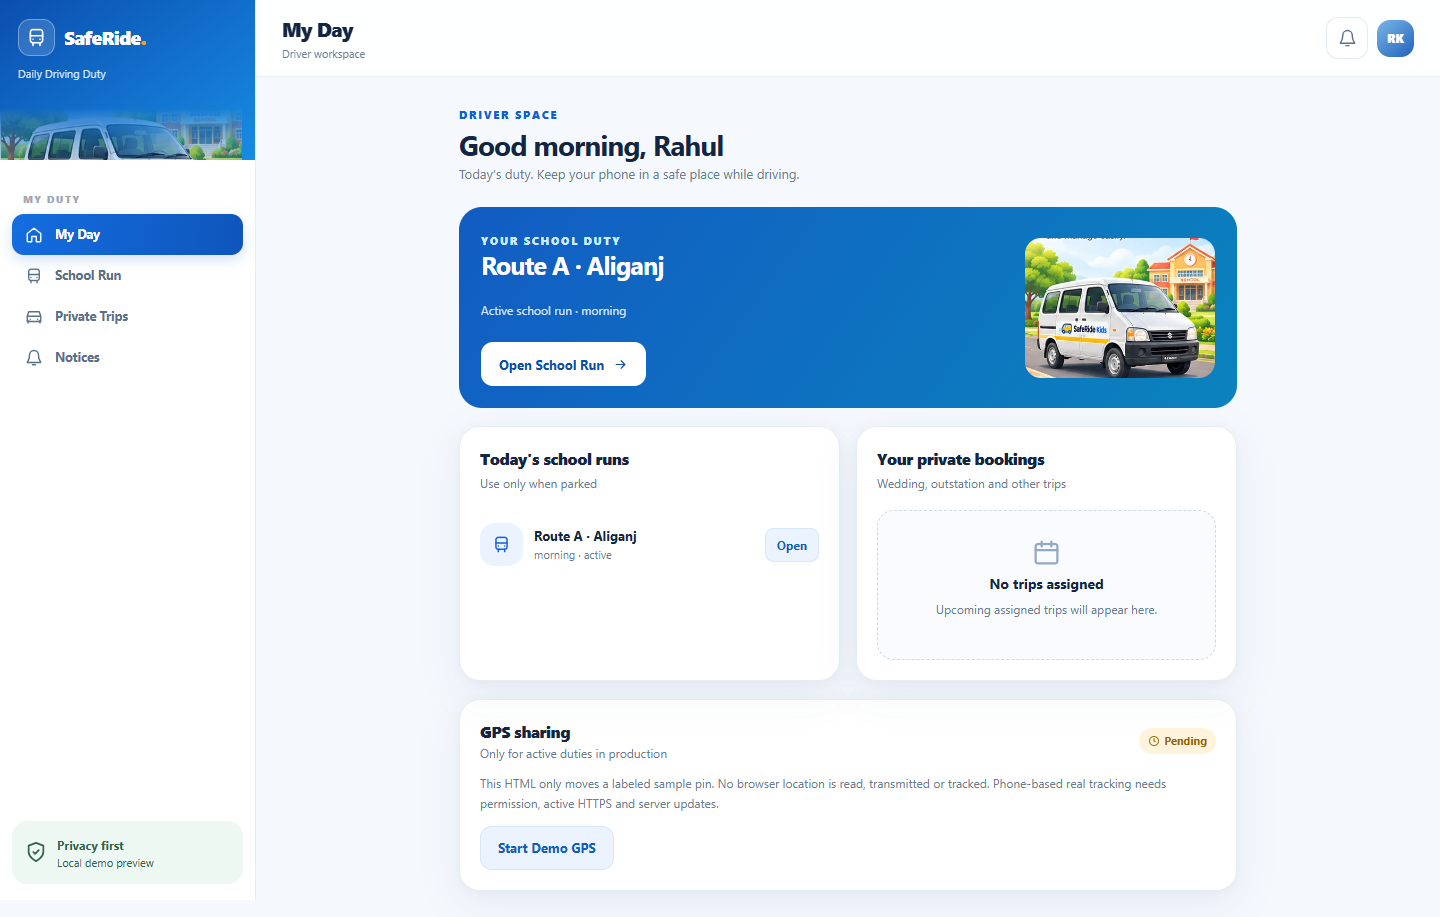 SafeRide.
Daily Driving Duty
MY DUTY
My Day
School Run
Private Trips
Notices
Privacy first
Local demo preview
My Day
Driver workspace
RK
DRIVER SPACE
Good morning, Rahul
Today's duty. Keep your phone in a safe place while driving.
YOUR SCHOOL DUTY
Route A · Aliganj
Active school run · morning
Open School Run →
SCHOOL
SafeRide Kids
Today's school runs
Use only when parked
Route A · Aliganj
morning · active
Open
Your private bookings
Wedding, outstation and other trips
No trips assigned
Upcoming assigned trips will appear here.
GPS sharing
Only for active duties in production
Pending
This HTML only moves a labeled sample pin. No browser location is read, transmitted or tracked. Phone-based real tracking needs
permission, active HTTPS and server updates.
Start Demo GPS